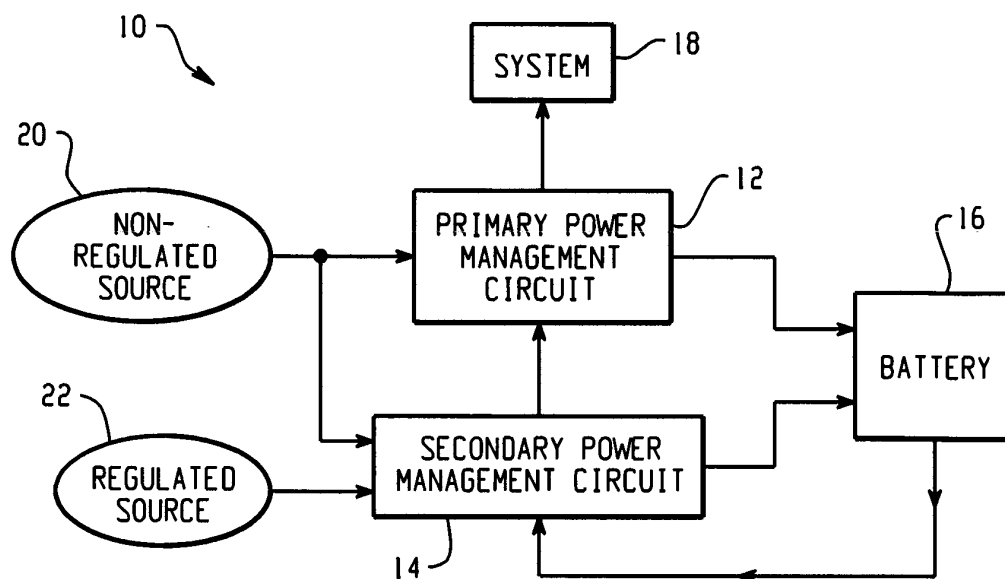 10
SYSTEM
18
20
NON-
REGULATED
SOURCE
PRIMARY POWER
MANAGEMENT
CIRCUIT
12
16
BATTERY
22
REGULATED
SOURCE
SECONDARY POWER
MANAGEMENT CIRCUIT
14